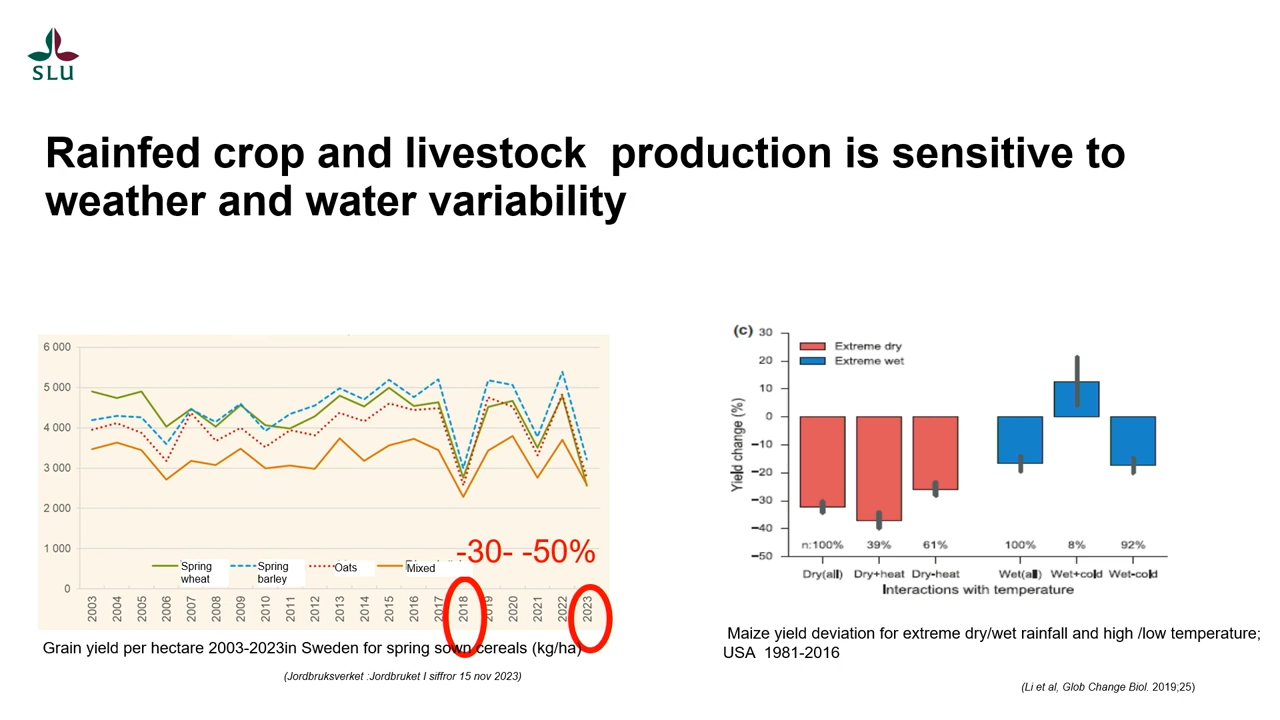 SLU
Rainfed crop and livestock  production is sensitive to
weather and water variability
6 000
5 000
4 000
3 000
2 000
1 000
0
-30- -50%
Spring
wheat
Spring
barley
Oats
Mixed
2003
2004
2005
2006
2007
2008
2009
2010
2011
2012
2013
2014
2015
2016
2017
2018
2019
2020
2021
2022
2023
Grain yield per hectare 2003-2023in Sweden for spring sown cereals (kg/ha)
(Jordbruksverket :Jordbruket I siffror 15 nov 2023)
(c)
Yield change (%)
30
20
10
0
−10
−20
−30
−40
−50
Extreme dry
Extreme wet
n:100% 39% 61% 100% 8% 92%
Dry(all) Dry+heat Dry-heat Wet(all) Wet+cold Wet-cold
Interactions with temperature
Maize yield deviation for extreme dry/wet rainfall and high /low temperature;
USA  1981-2016
(Li et al, Glob Change Biol. 2019;25)